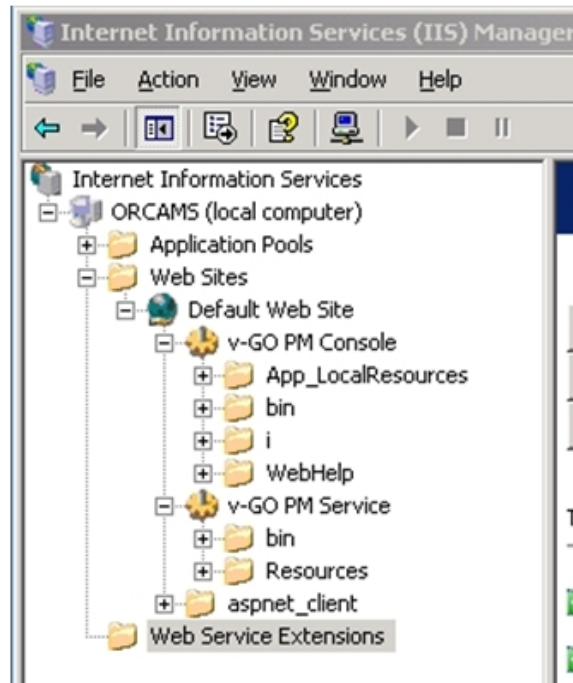 Internet Information Services (IIS) Manager
File Action View Window Help
Internet Information Services
ORCAMS (local computer)
Application Pools
Web Sites
Default Web Site
v-GO PM Console
App_LocalResources
bin
i
WebHelp
v-GO PM Service
bin
Resources
aspnet_client
Web Service Extensions